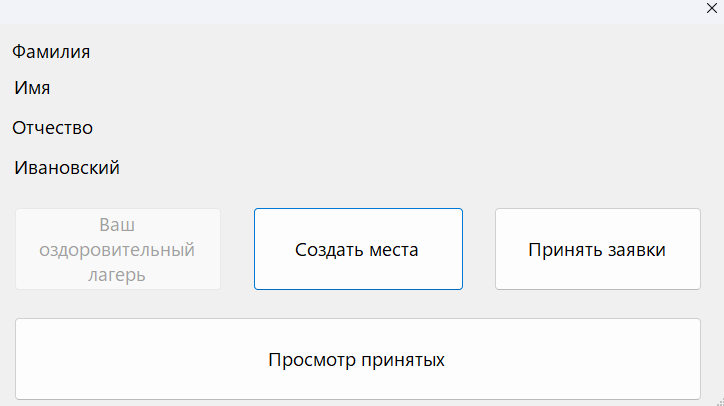 Фамилия
Имя
Отчество
Ивановский
Ваш
оздоровительный
лагерь
Создать места
Принять заявки
Просмотр принятых